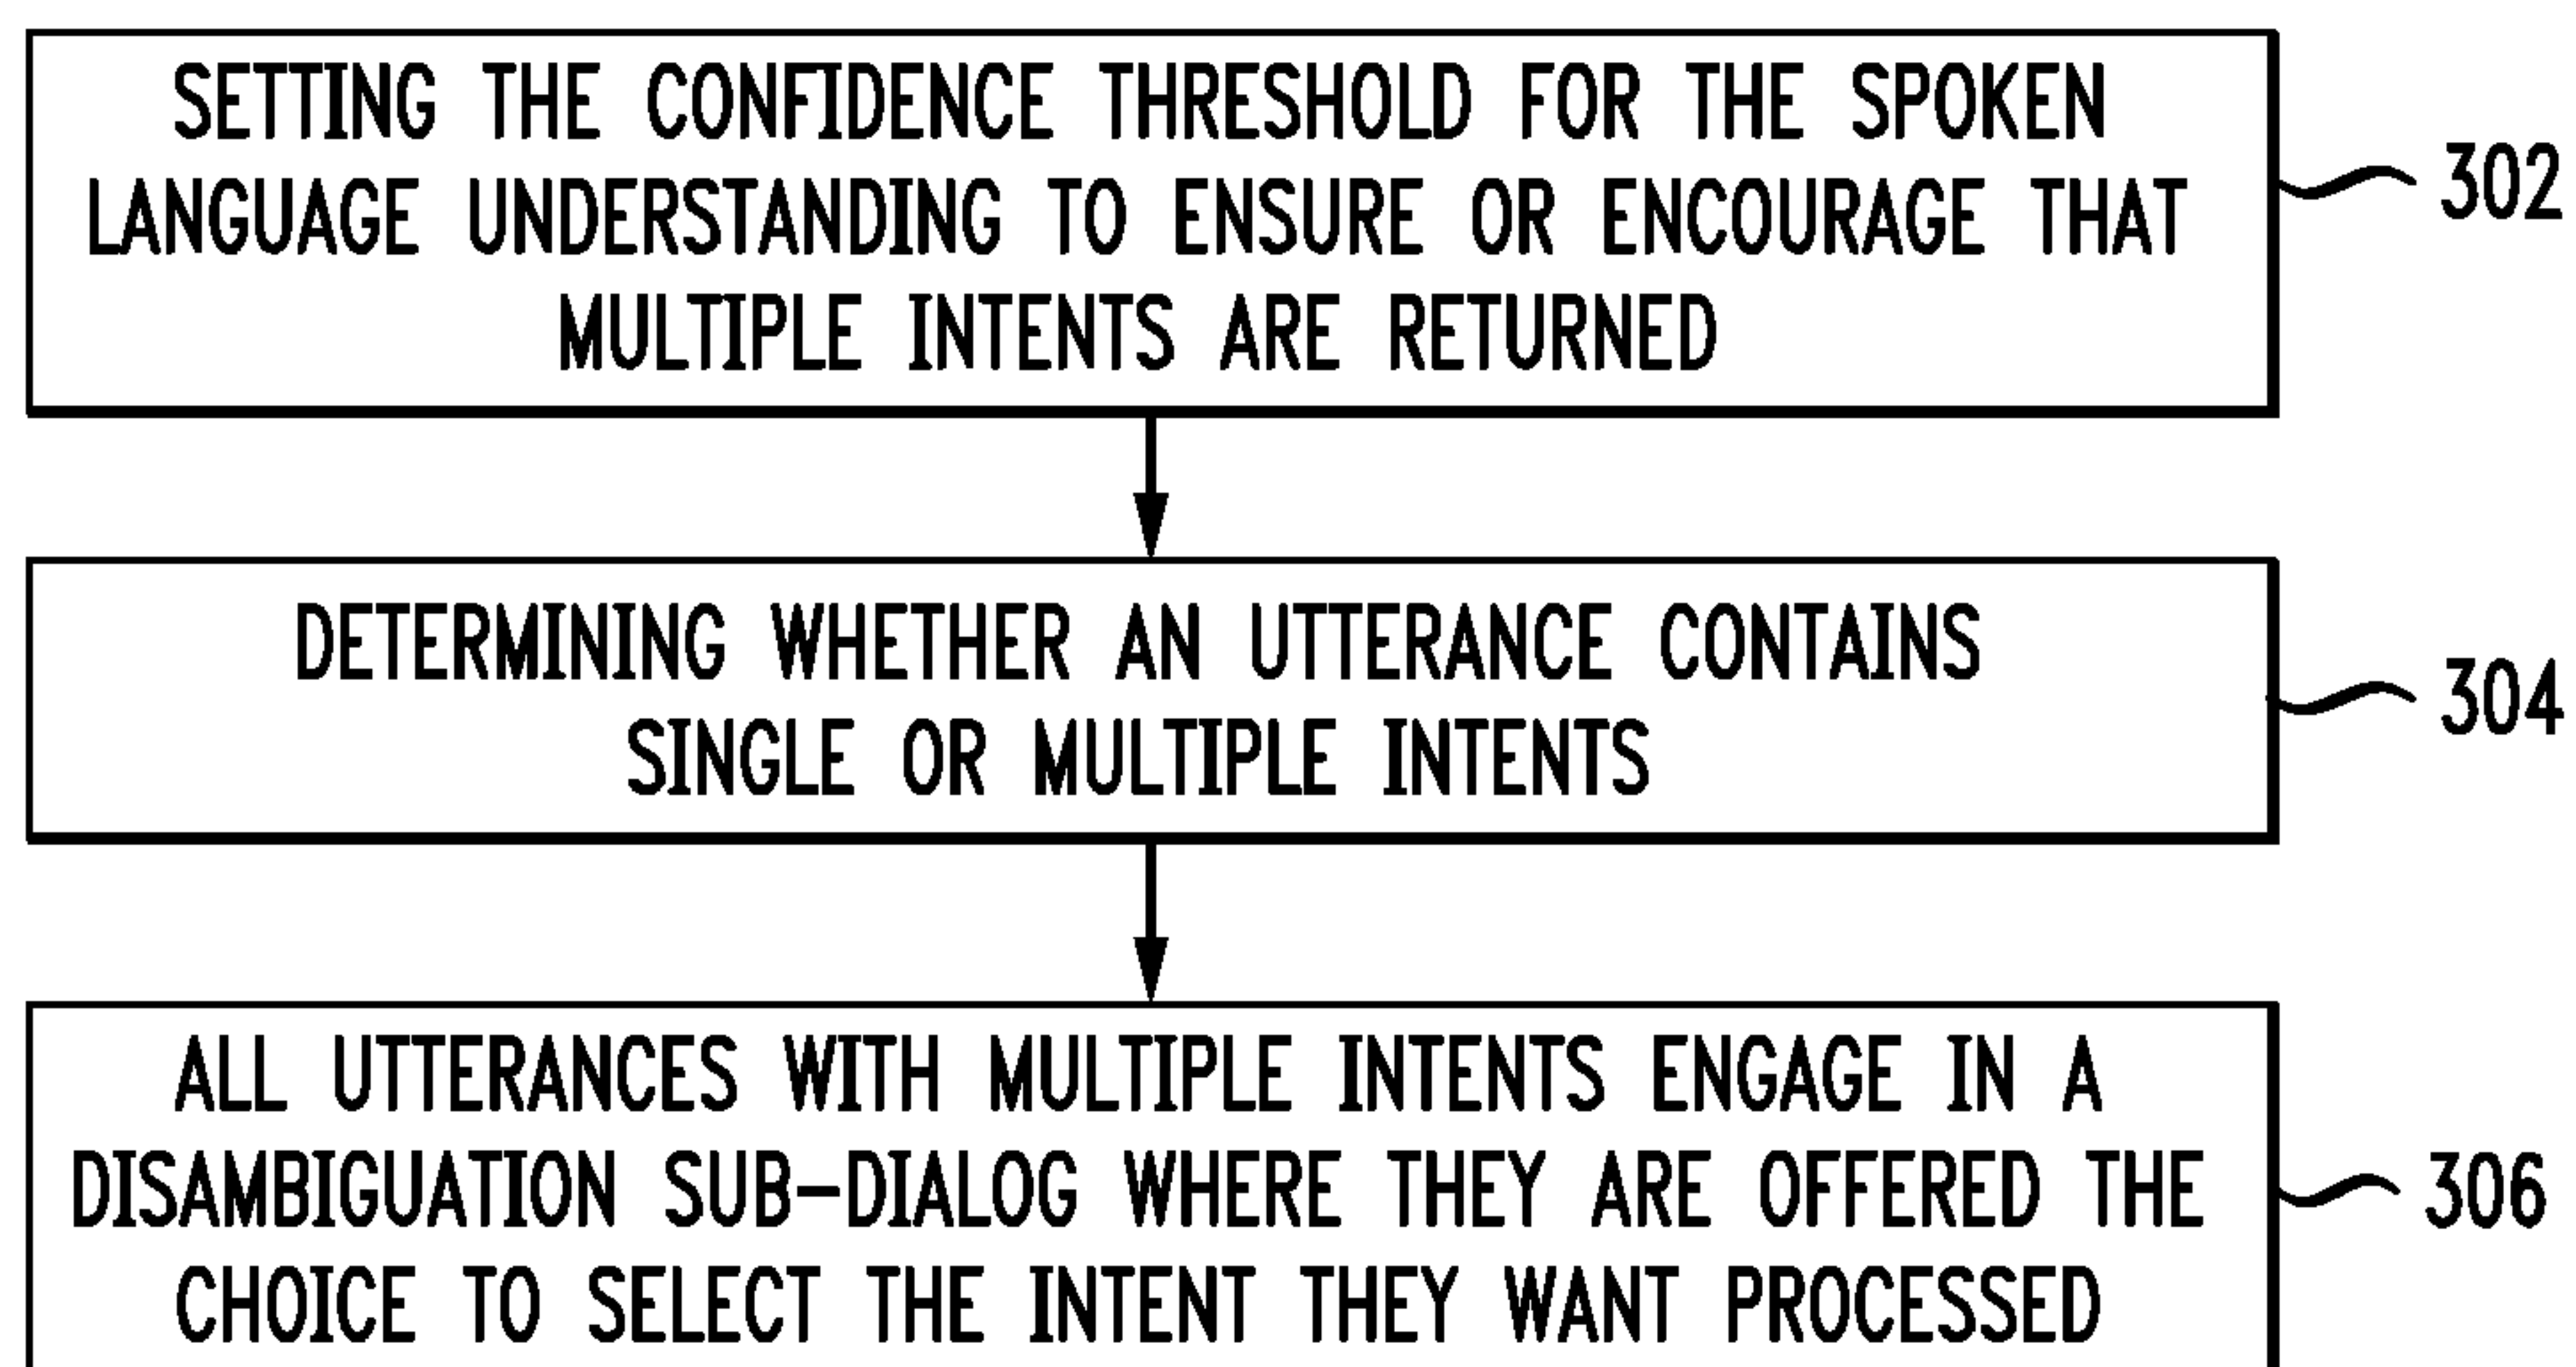 SETTING THE CONFIDENCE THRESHOLD FOR THE SPOKEN
LANGUAGE UNDERSTANDING TO ENSURE OR ENCOURAGE THAT
MULTIPLE INTENTS ARE RETURNED
302
DETERMINING WHETHER AN UTTERANCE CONTAINS
SINGLE OR MULTIPLE INTENTS
304
ALL UTTERANCES WITH MULTIPLE INTENTS ENGAGE IN A
DISAMBIGUATION SUB-DIALOG WHERE THEY ARE OFFERED THE
CHOICE TO SELECT THE INTENT THEY WANT PROCESSED
306